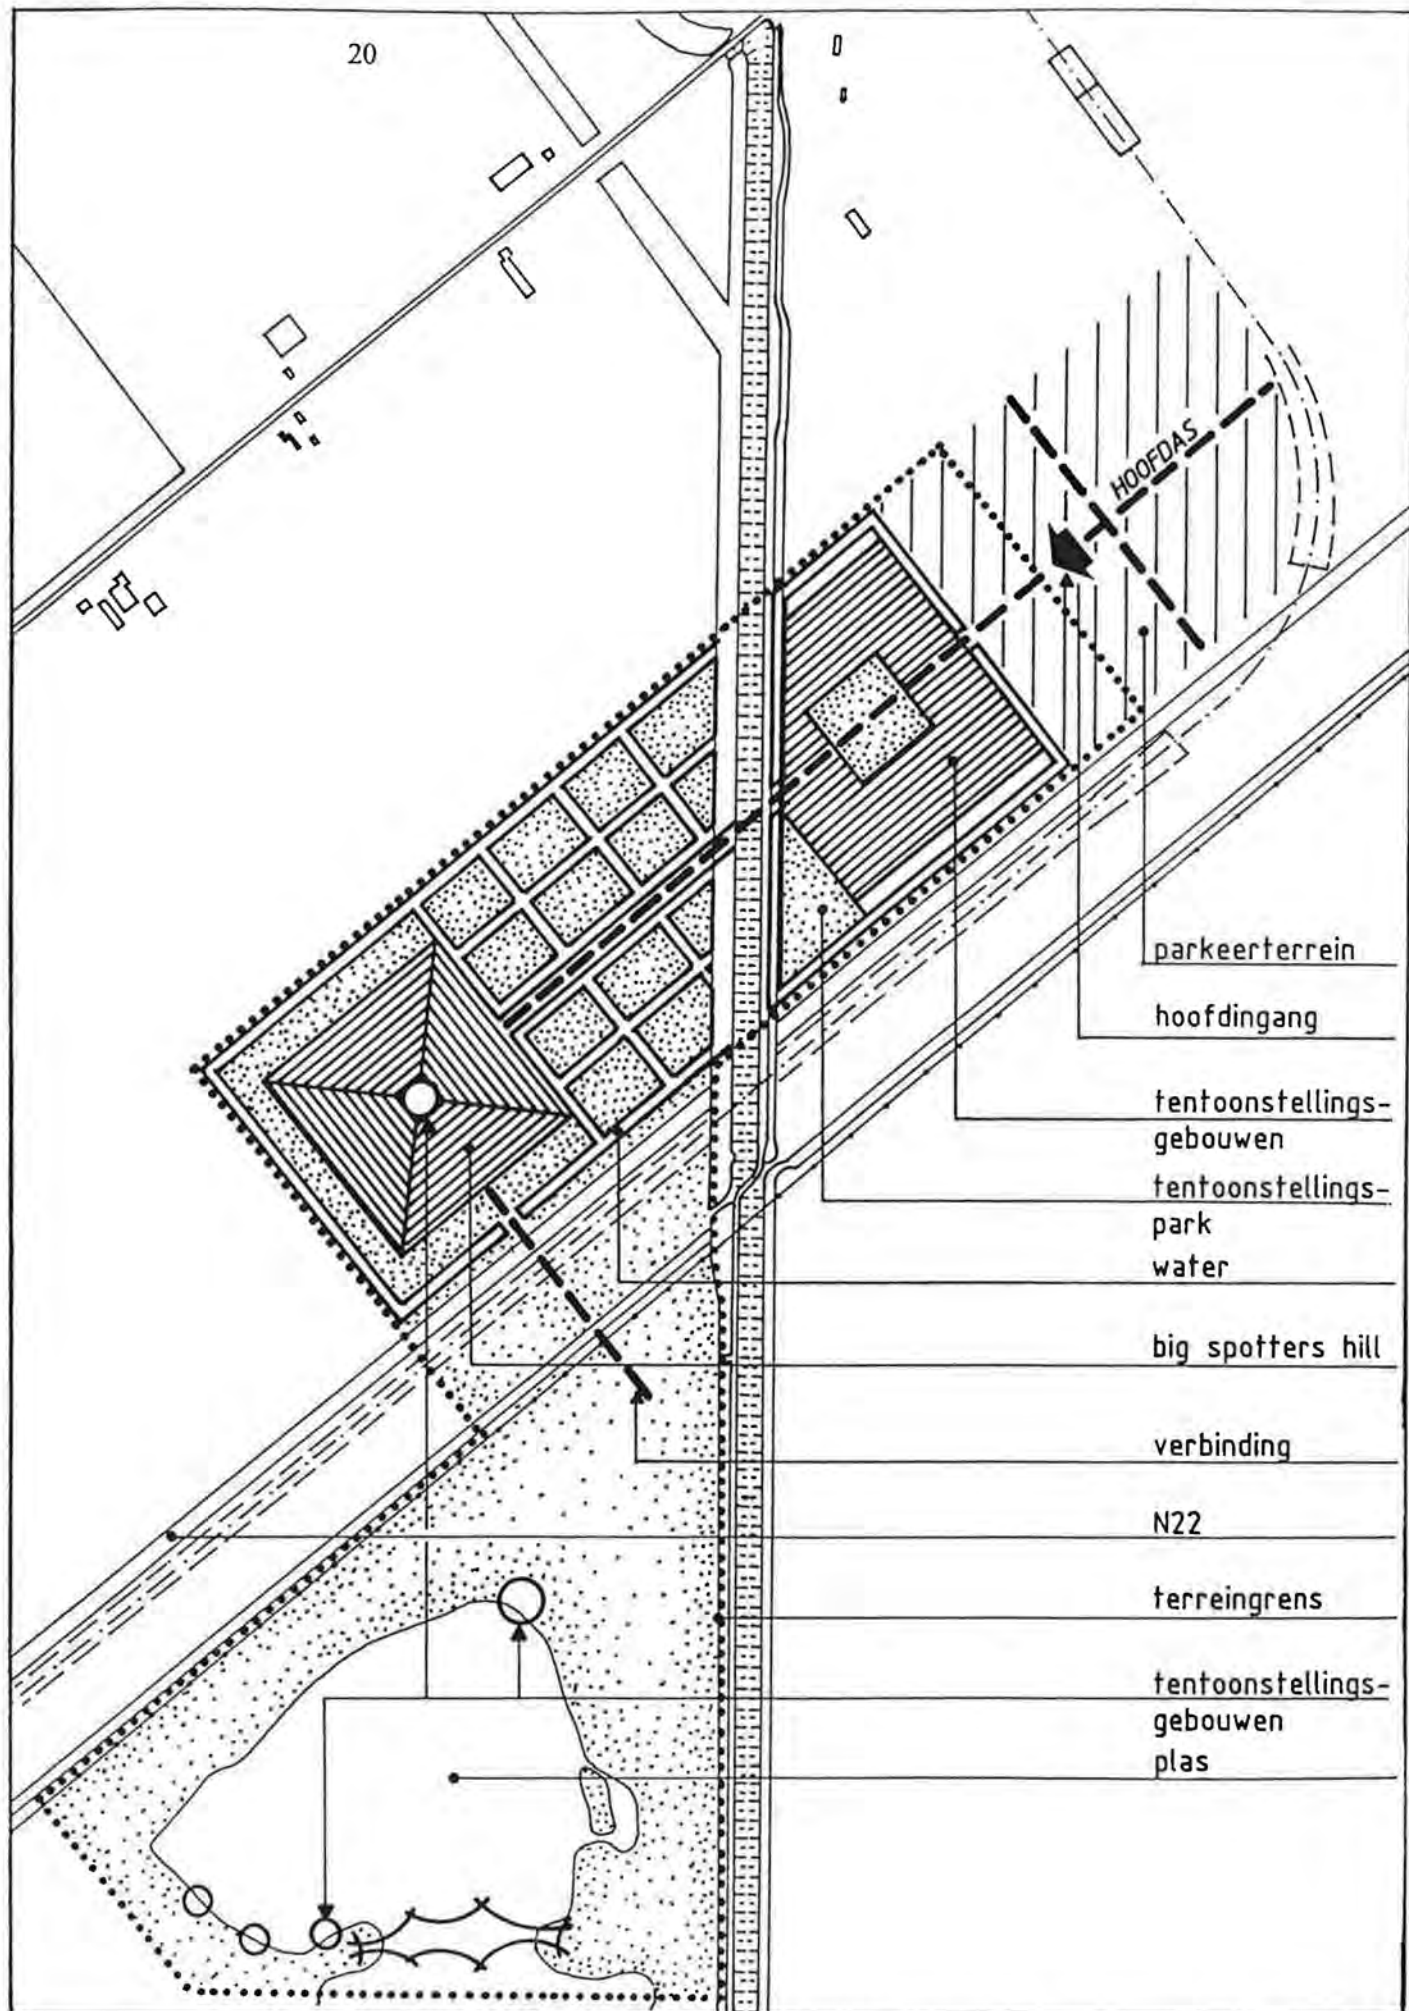 20
HOOFDAS
parkeerterrein
hoofdingang
tentoonstellings-
gebouwen
tentoonstellings-
park
water
big spotters hill
verbinding
N22
terreingrens
tentoonstellings-
gebouwen
plas